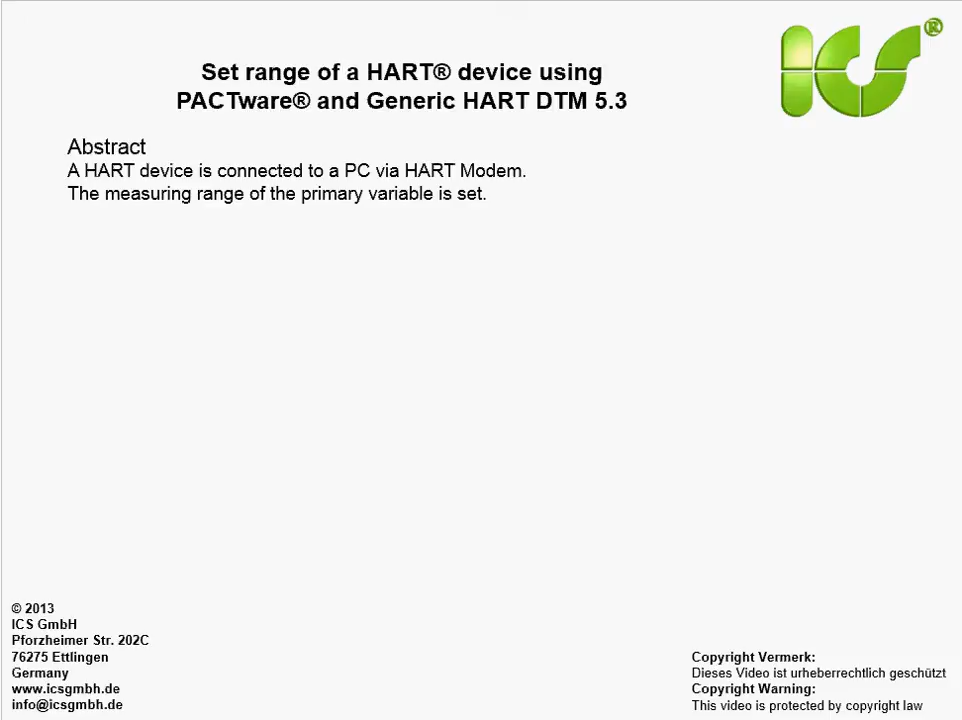 Set range of a HART® device using
PACTware® and Generic HART DTM 5.3
ICS®
Abstract
A HART device is connected to a PC via HART Modem.
The measuring range of the primary variable is set.
© 2013
ICS GmbH
Pforzheimer Str. 202C
76275 Ettlingen
Germany
www.icsgmbh.de
info@icsgmbh.de
Copyright Vermerk:
Dieses Video ist urheberrechtlich geschützt
Copyright Warning:
This video is protected by copyright law